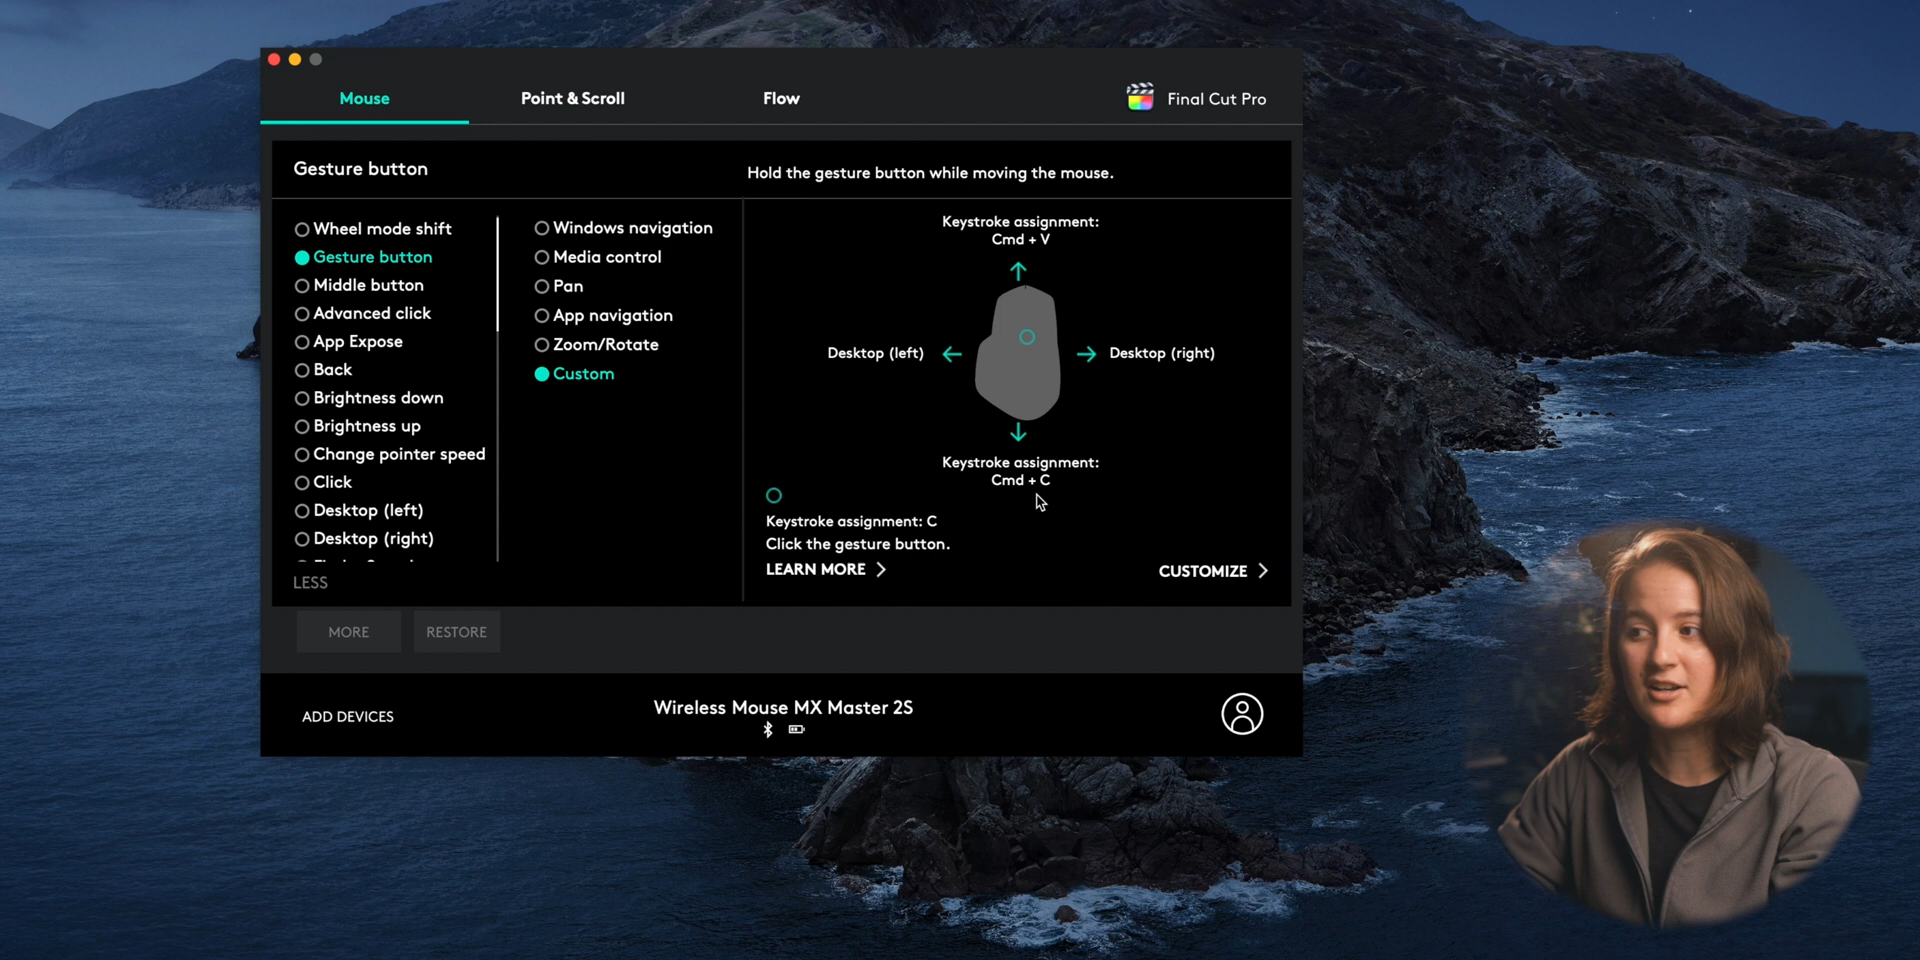 Mouse
Point & Scroll
Flow
Final Cut Pro
Gesture button
Hold the gesture button while moving the mouse.
Wheel mode shift
Gesture button
Middle button
Advanced click
App Expose
Back
Brightness down
Brightness up
Change pointer speed
Click
Desktop (left)
Desktop (right)
LESS
Windows navigation
Media control
Pan
App navigation
Zoom/Rotate
Custom
Keystroke assignment:
Cmd + V
Desktop (left)
Desktop (right)
Keystroke assignment:
Cmd + C
Keystroke assignment: C
Click the gesture button.
LEARN MORE
CUSTOMIZE
MORE
RESTORE
ADD DEVICES
Wireless Mouse MX Master 2S